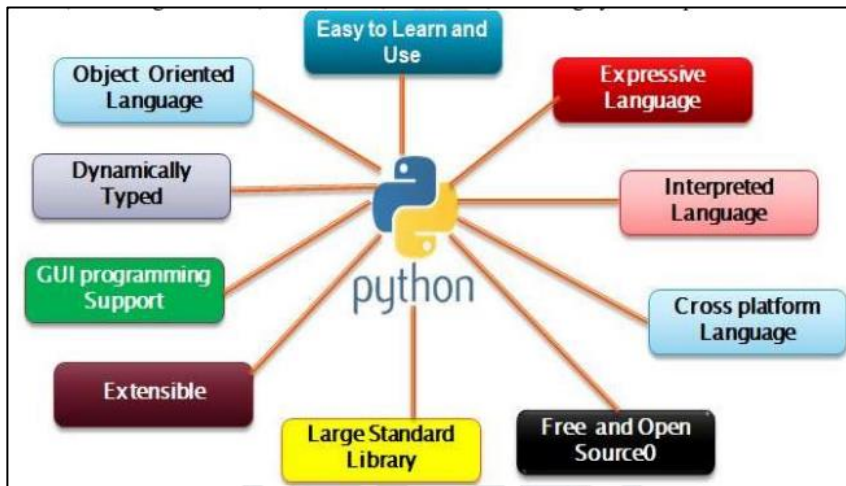 Easy to Learn and
Use
Object Oriented
Language
Expressive
Language
Dynamically
Typed
Interpreted
Language
GUI programming
Support
python
Cross platform
Language
Extensible
Large Standard
Library
Free and Open
Source0